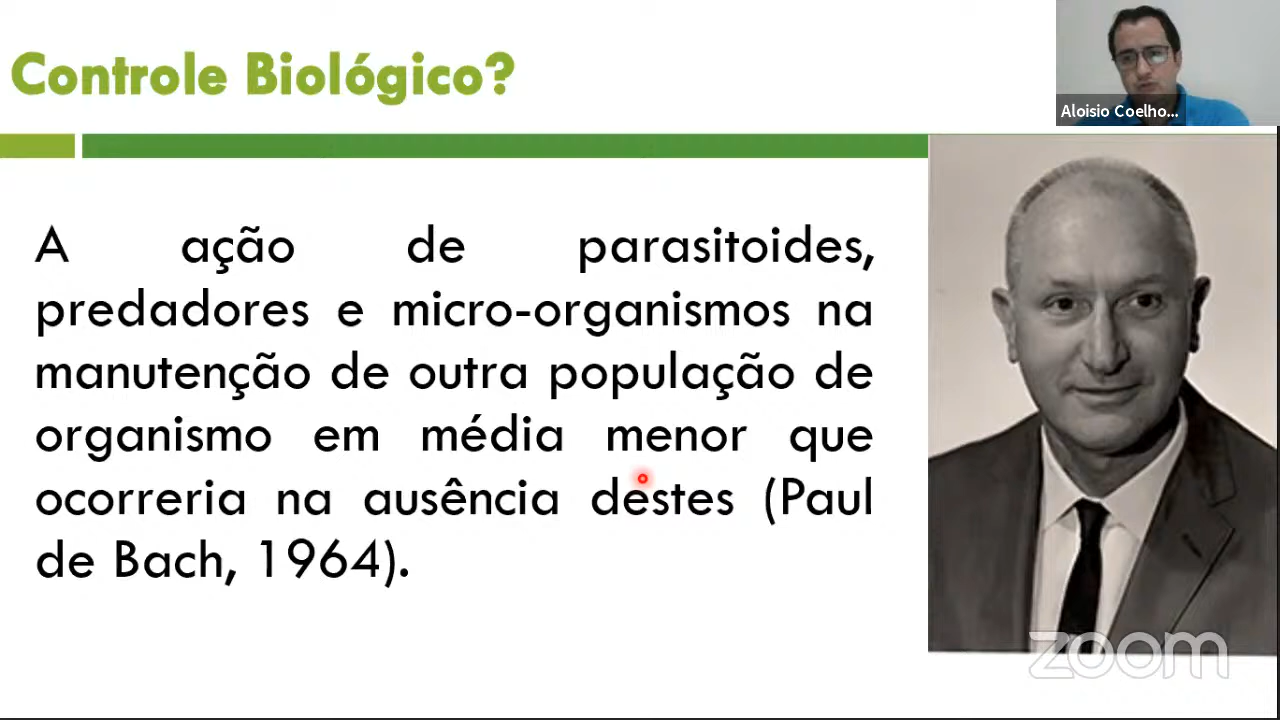 Controle Biológico?
Aloisio Coelho...
A ação de parasitoides,
predadores e micro-organismos na
manutenção de outra população de
organismo em média menor que
ocorreria na ausência destes (Paul
de Bach, 1964).
zoom